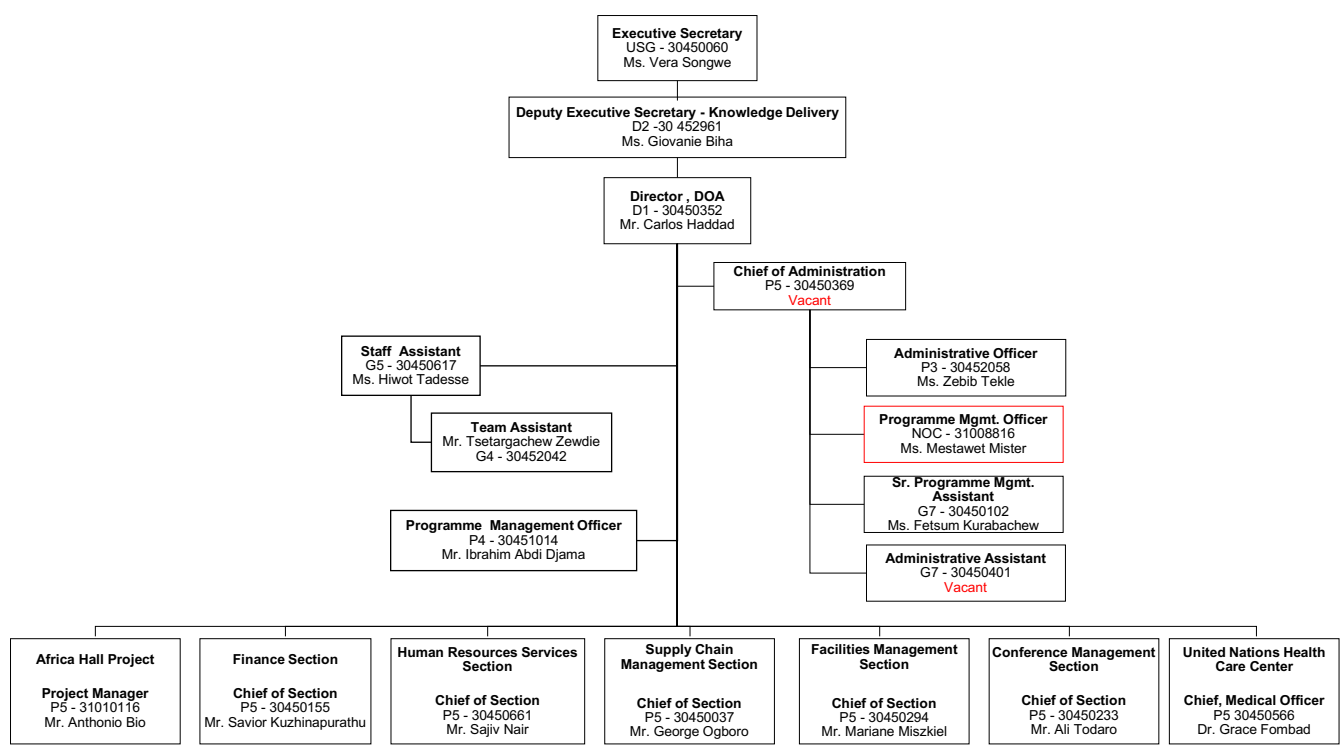 Executive Secretary
USG - 30450060
Ms. Vera Songwe
Deputy Executive Secretary - Knowledge Delivery
D2 -30 452961
Ms. Giovanie Biha
Director , DOA
D1 - 30450352
Mr. Carlos Haddad
Chief of Administration
P5 - 30450369
Vacant
Staff Assistant
G5 - 30450617
Ms. Hiwot Tadesse
Team Assistant
Mr. Tsetargachew Zewdie
G4 - 30452042
Programme Management Officer
P4 - 30451014
Mr. Ibrahim Abdi Djama
Administrative Officer
P3 - 30452058
Ms. Zebib Tekle
Programme Mgmt. Officer
NOC - 31008816
Ms. Mestawet Mister
Sr. Programme Mgmt.
Assistant
G7 - 30450102
Ms. Fetsum Kurabachew
Administrative Assistant
G7 - 30450401
Vacant
Africa Hall Project
Project Manager
P5 - 31010116
Mr. Anthonio Bio
Finance Section
Chief of Section
P5 - 30450155
Mr. Savior Kuzhinapurathu
Human Resources Services
Section
Chief of Section
P5 - 30450661
Mr. Sajiv Nair
Supply Chain
Management Section
Chief of Section
P5 - 30450037
Mr. George Ogboro
Facilities Management
Section
Chief of Section
P5 - 30450294
Mr. Mariane Miszkiel
Conference Management
Section
Chief of Section
P5 - 30450233
Mr. Ali Todaro
United Nations Health
Care Center
Chief, Medical Officer
P5 30450566
Dr. Grace Fombad